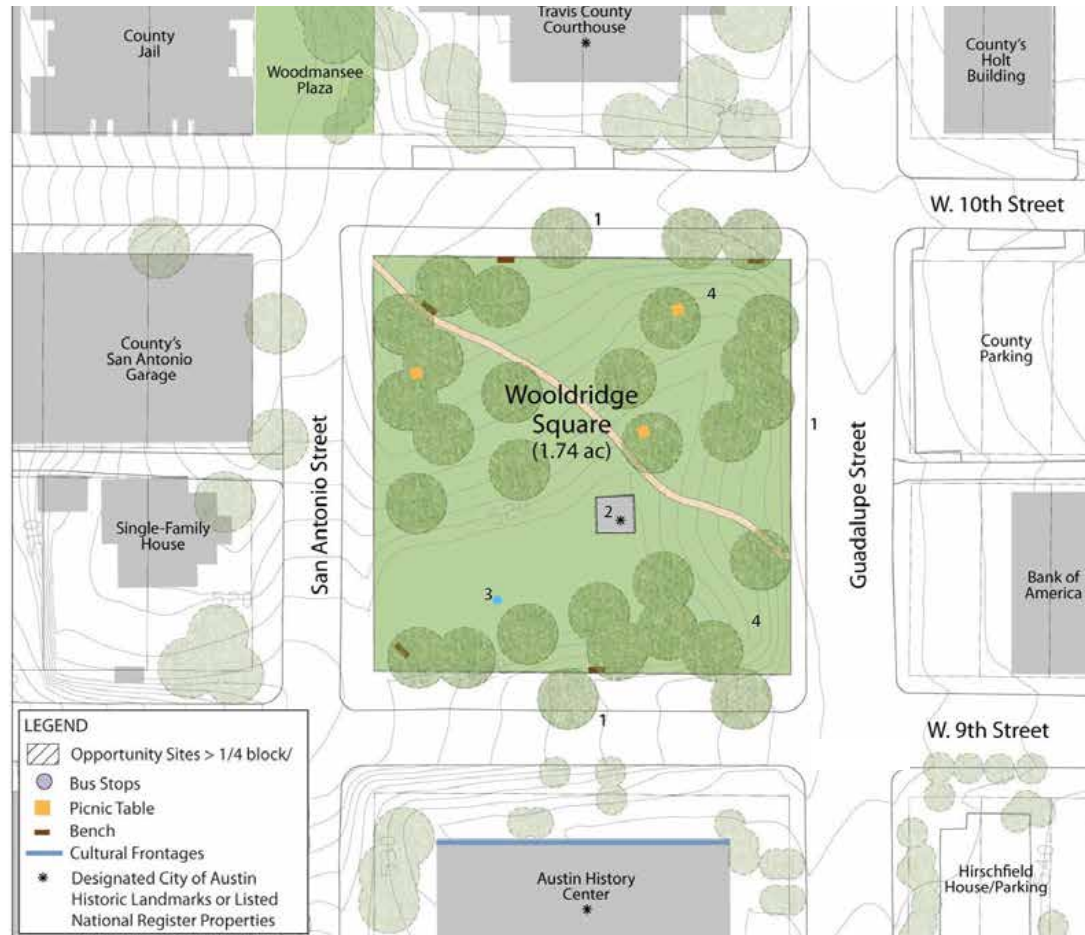 County
Jail
Woodmansee
Plaza
Travis County
Courthouse
*
County's
Holt
Building
W. 10th Street
1
4
County's
San Antonio
Garage
County
Parking
Wooldridge
Square
(1.74 ac)
1
San Antonio Street
Guadalupe Street
2 *
Single-Family
House
3
4
Bank of
America
1
W. 9th Street
LEGEND
Opportunity Sites > 1/4 block/
Bus Stops
Picnic Table
Bench
Cultural Frontages
* Designated City of Austin
Historic Landmarks or Listed
National Register Properties
Austin History
Center
*
Hirschfield
House/Parking